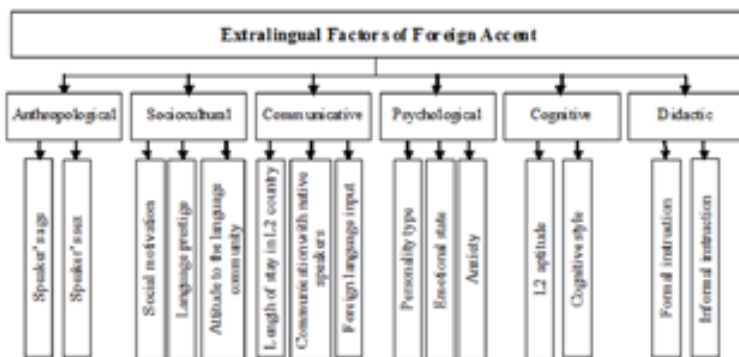 Extralingual Factors of Foreign Accent
Anthropological
Sociocultural
Communicative
Psychological
Cognitive
Didactic
Speaker's age
Speaker's sex
Social motivation
Language prestige
Attitude to the language
community
Length of stay in L2 country
Communication with native
speakers
Foreign language input
Personality type
Emotional state
Anxiety
L2 aptitude
Cognitive style
Formal instruction
Informal instruction